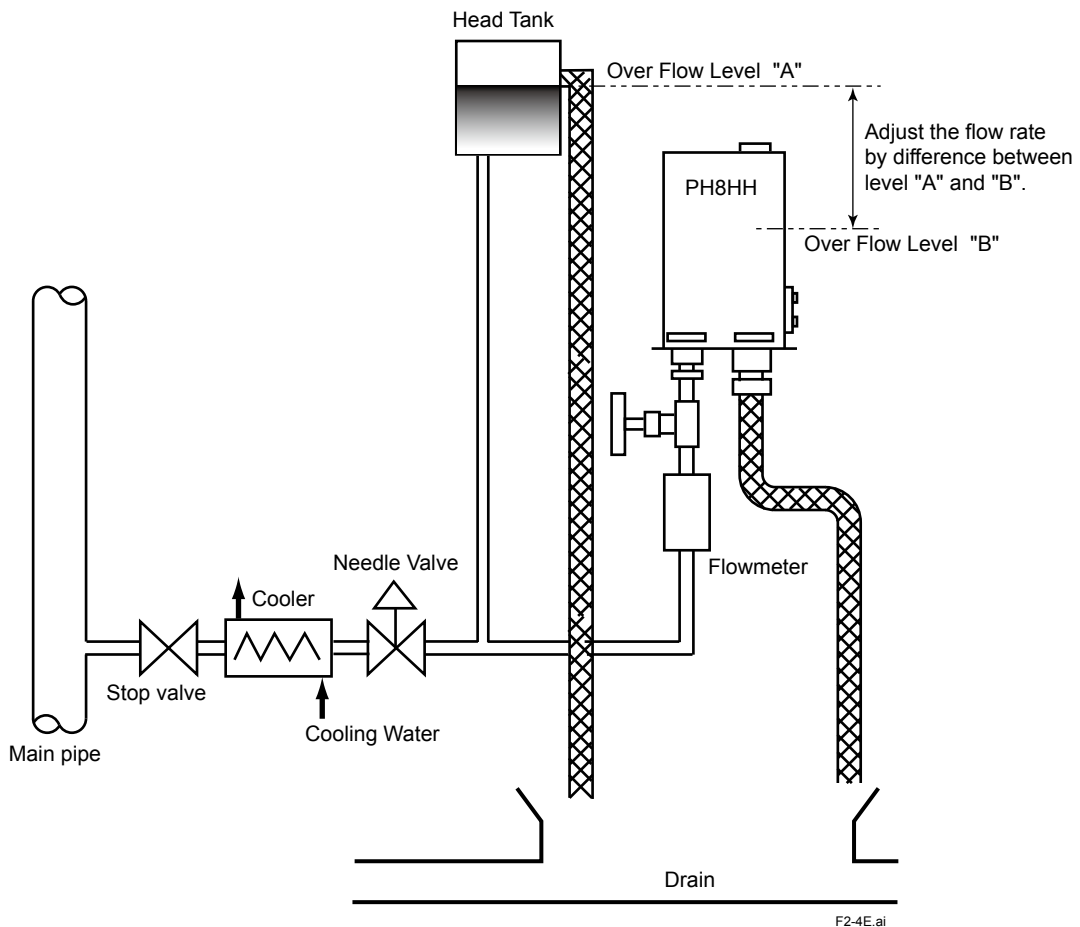 Head Tank
Over Flow Level "A"
Adjust the flow rate
by difference between
level "A" and "B".
PH8HH
Over Flow Level "B"
Needle Valve
Flowmeter
Cooler
Stop valve
Cooling Water
Main pipe
Drain
F2-4E.ai